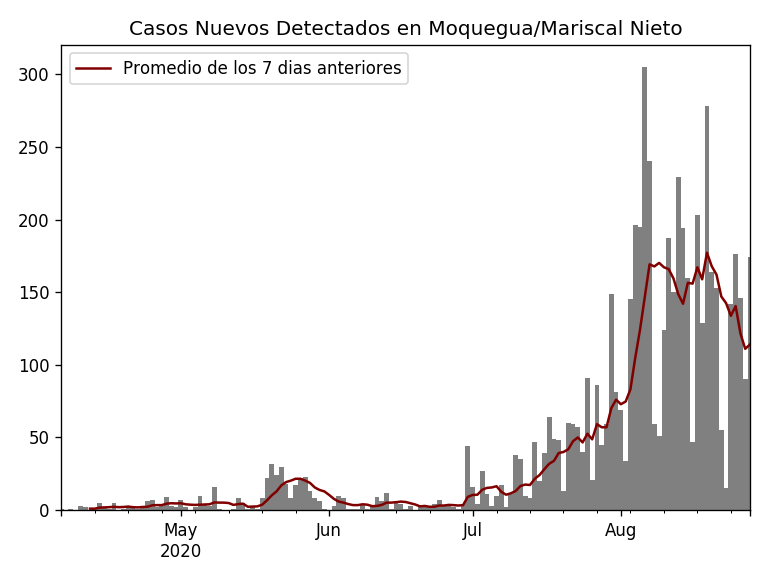 Casos Nuevos Detectados en Moquegua/Mariscal Nieto
Promedio de los 7 dias anteriores
300
250
200
150
100
50
0
May Jun Jul Aug
2020